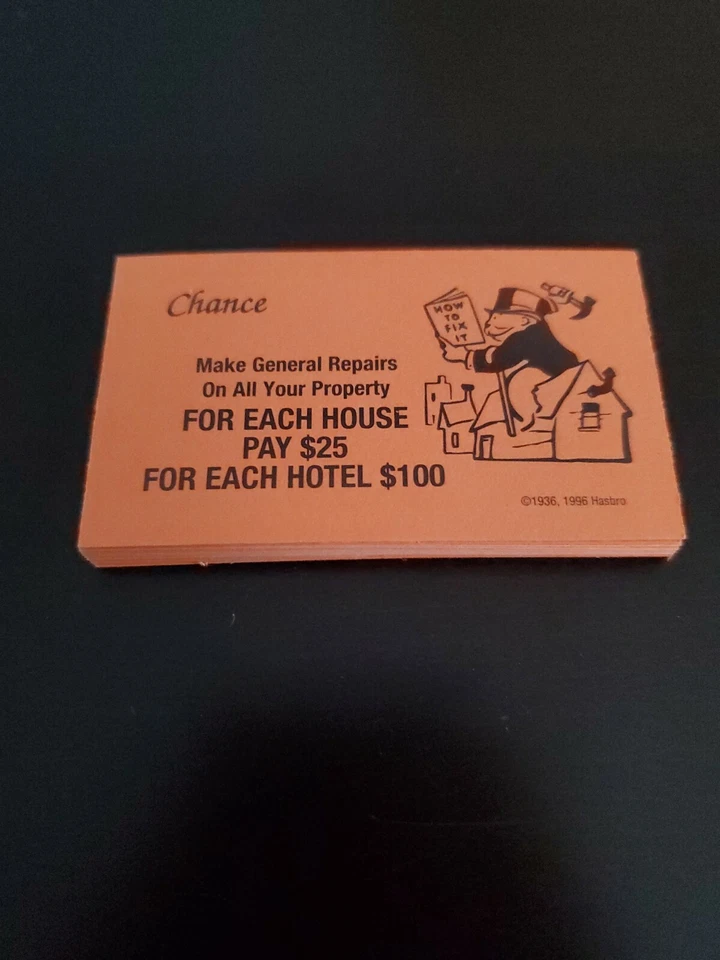 Chance
HOW
TO
FIX
IT
Make General Repairs
On All Your Property
FOR EACH HOUSE
PAY $25
FOR EACH HOTEL $100
©1936, 1996 Hasbro